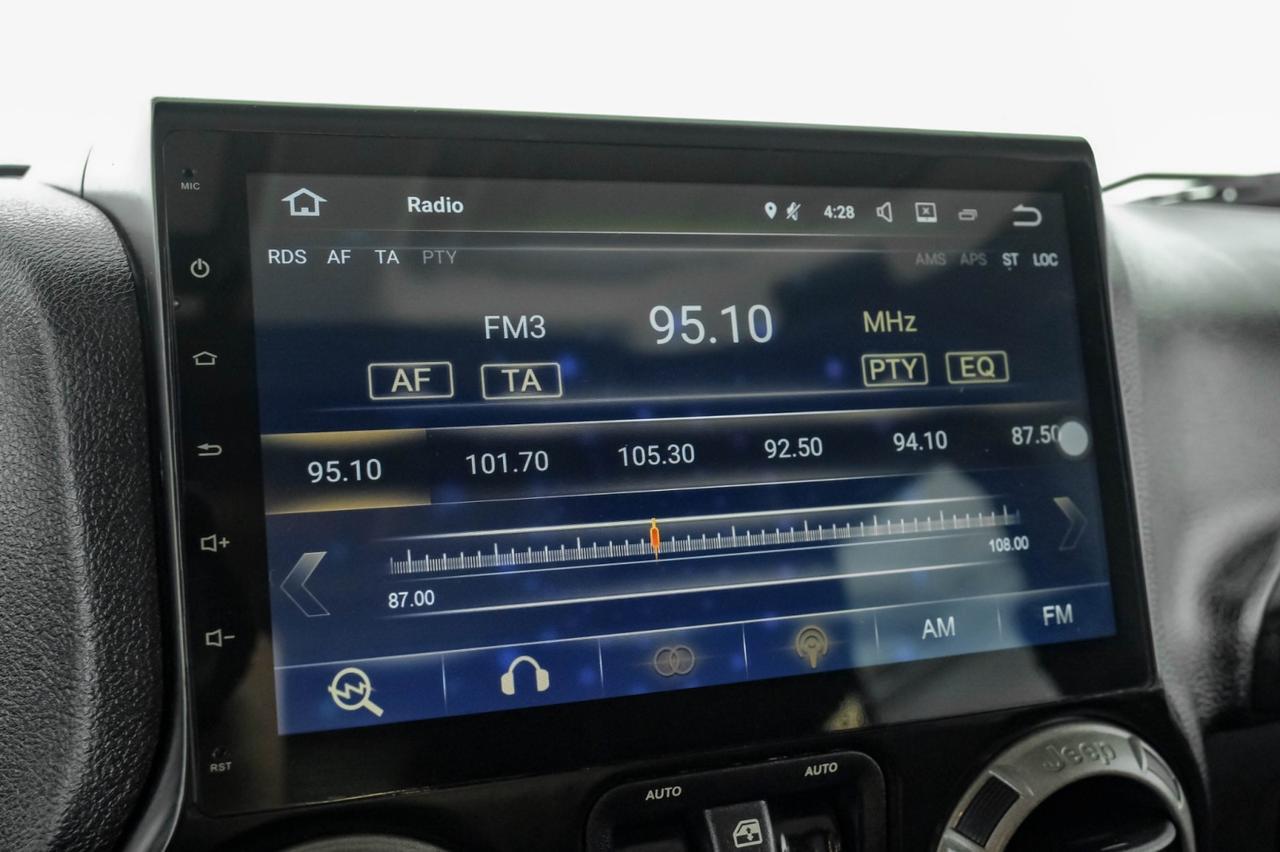 MIC
Radio 4:28
RDS AF TA PTY AMS APS ST LOC
FM3 95.10 MHz
AF TA PTY EQ
95.10 101.70 105.30 92.50 94.10 87.50
87.00 108.00
AM FM
RST
AUTO AUTO
Jeep